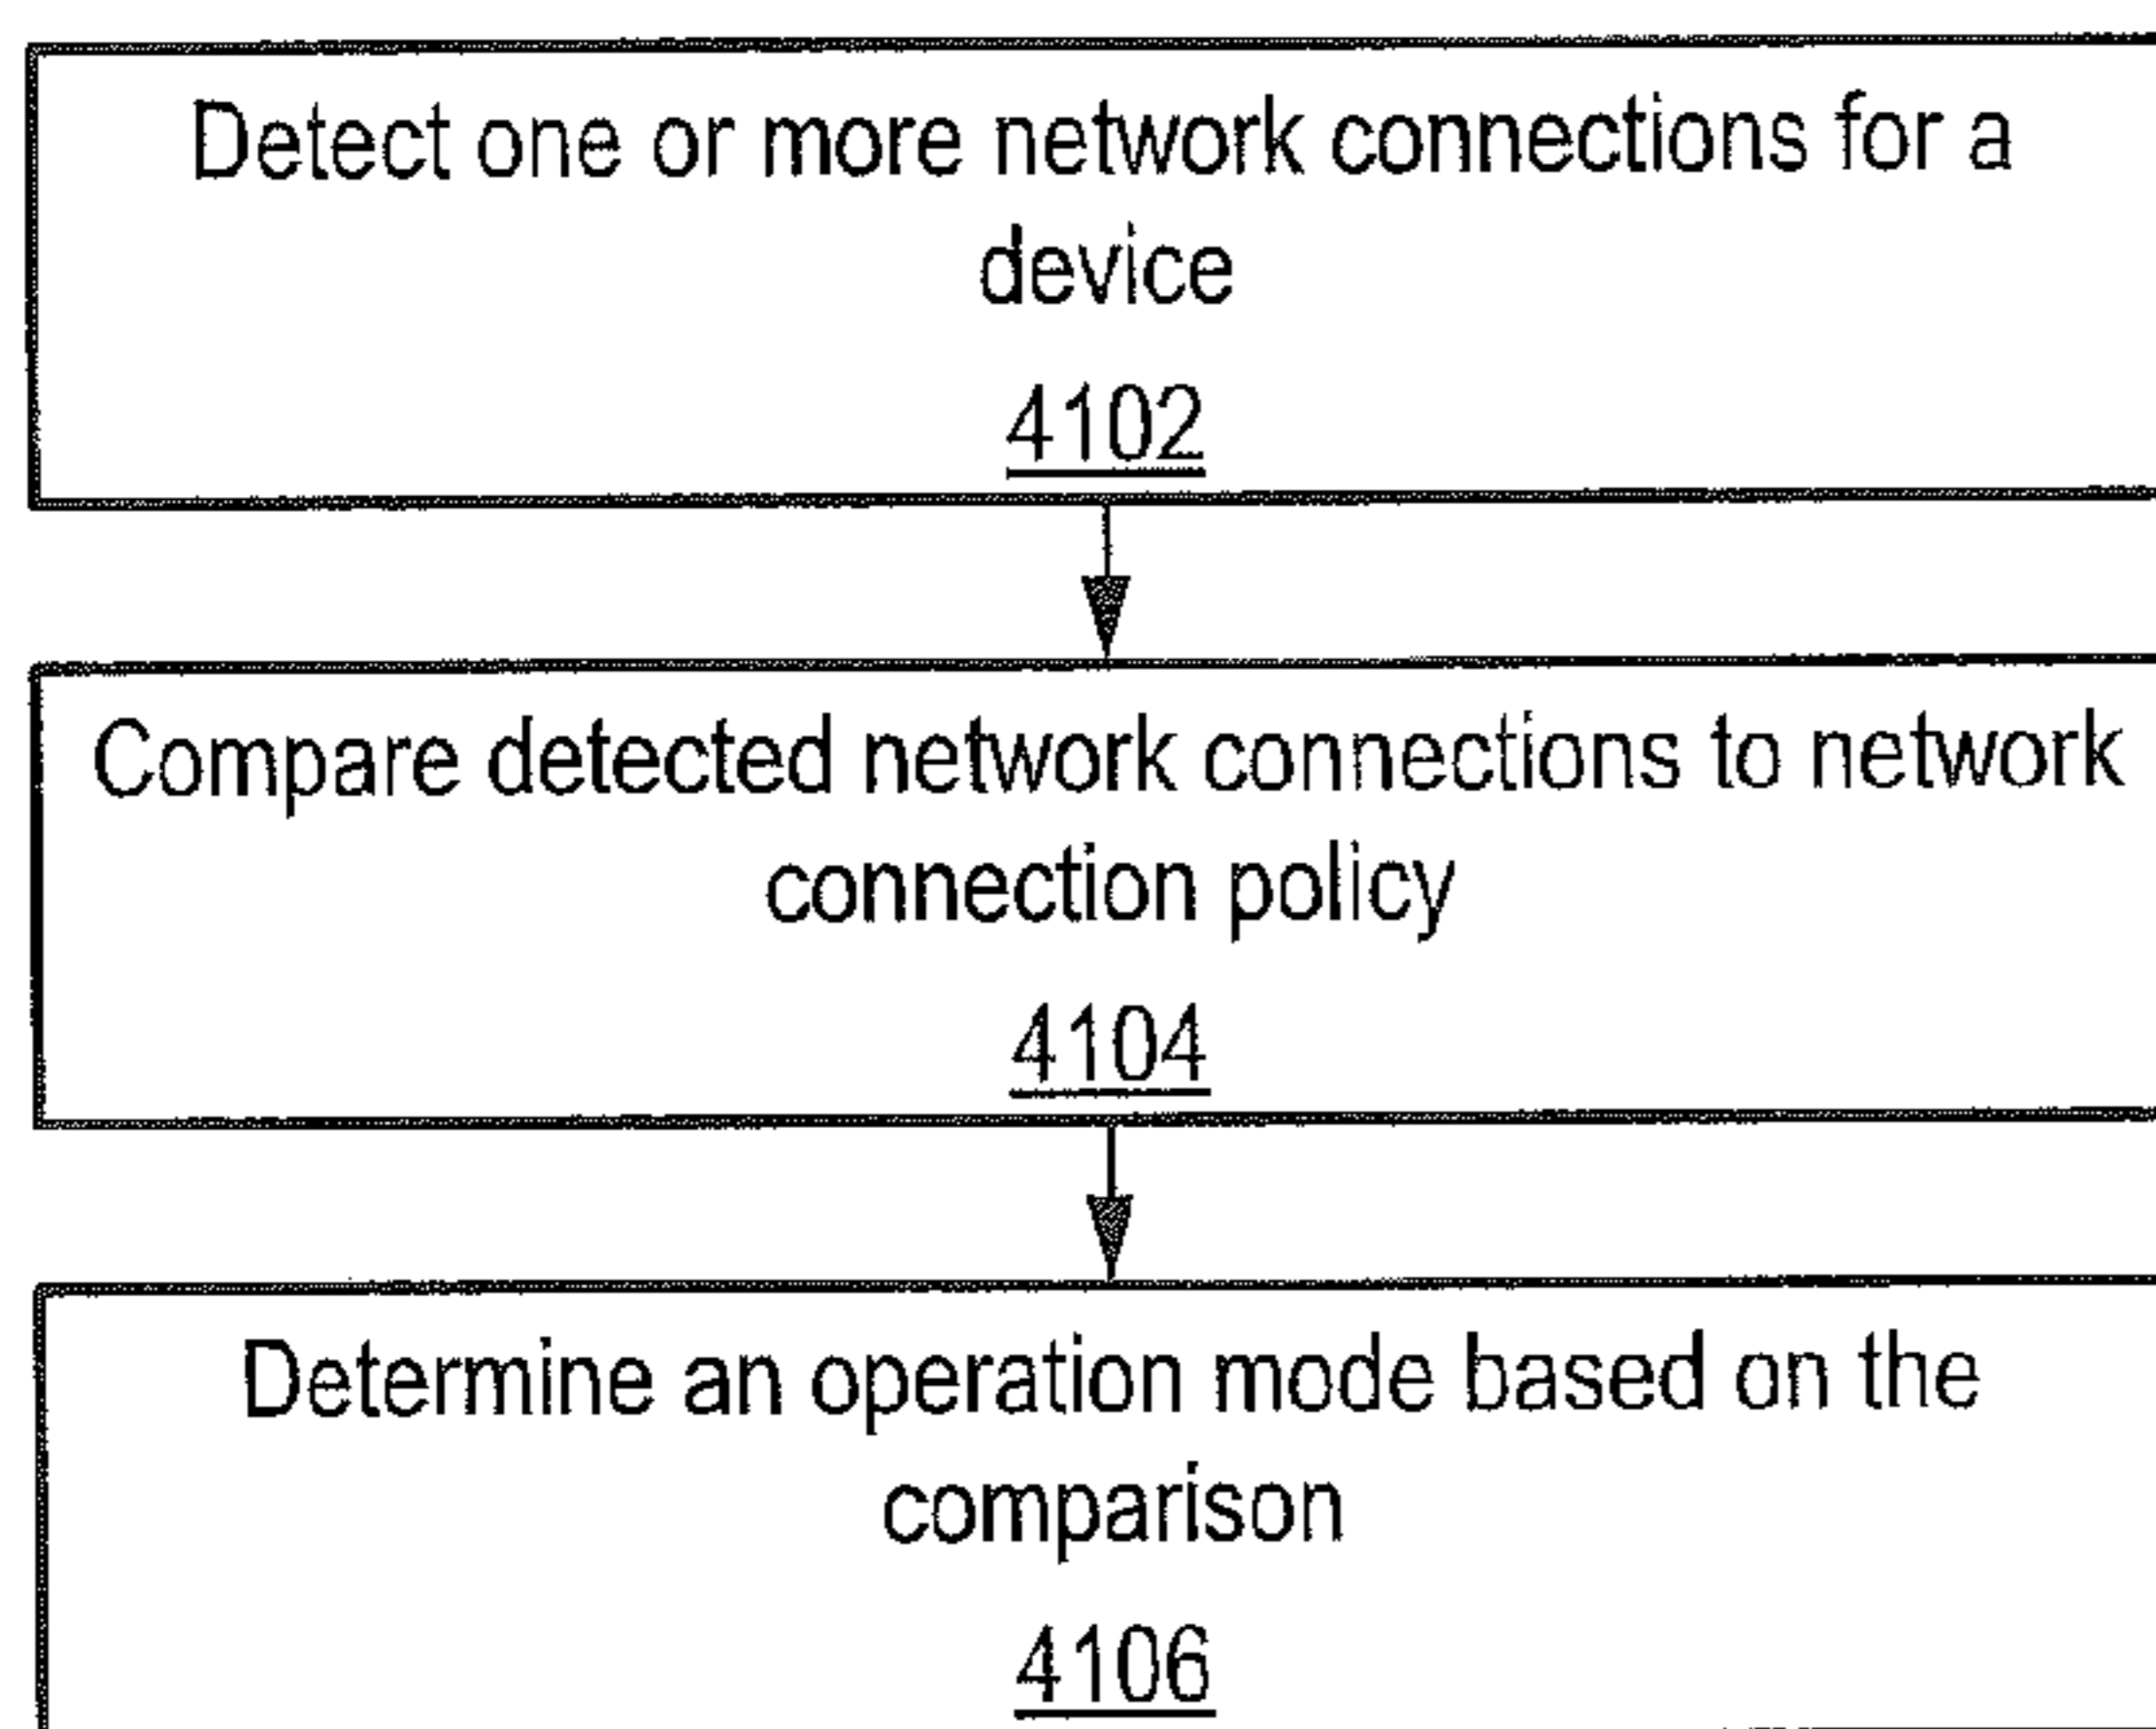 Detect one or more network connections for a
device
4102
Compare detected network connections to network
connection policy
4104
Determine an operation mode based on the
comparison
4106